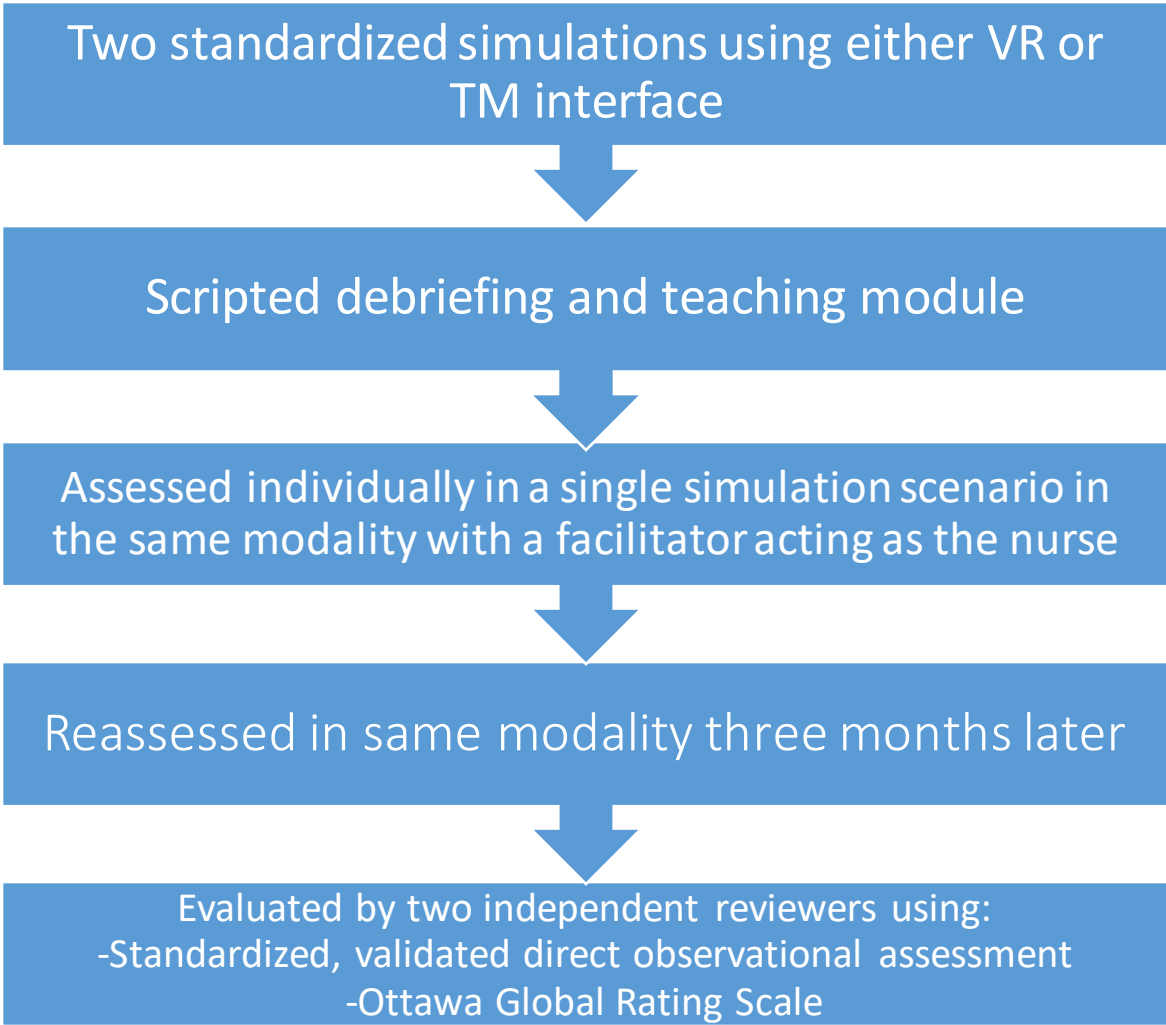 Two standardized simulations using either VR or
TM interface
Scripted debriefing and teaching module
Assessed individually in a single simulation scenario in
the same modality with a facilitator acting as the nurse
Reassessed in same modality three months later
Evaluated by two independent reviewers using:
-Standardized, validated direct observational assessment
-Ottawa Global Rating Scale